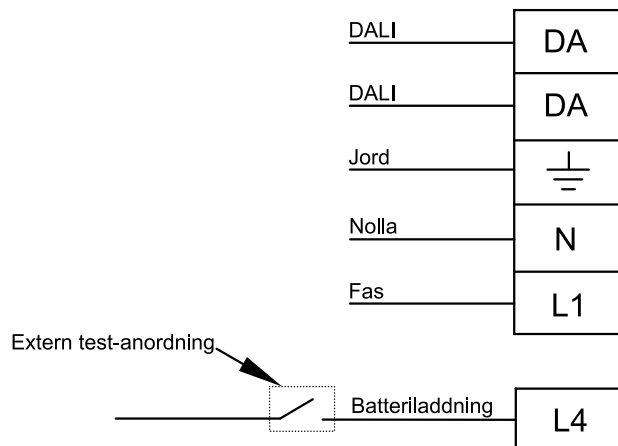 DALI DA
DALI DA
Jord
Nolla N
Fas L1
Extern test-anordning
Batteriladdning L4